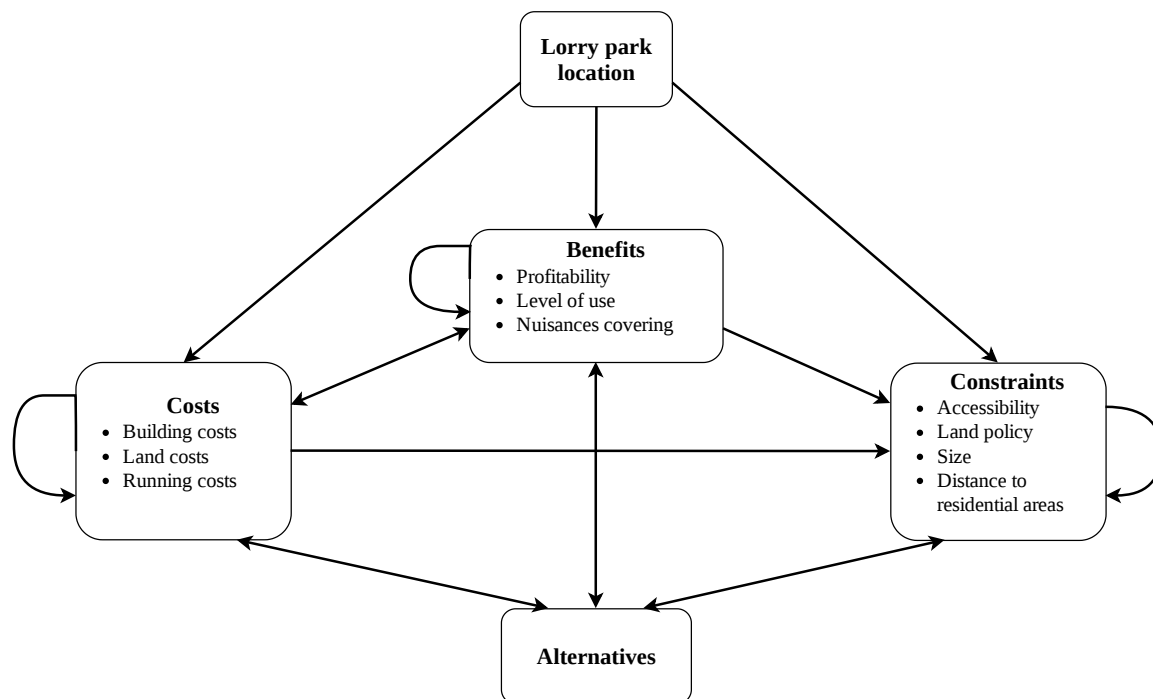 Lorry park
location
Benefits
• Profitability
• Level of use
• Nuisances covering
Costs
• Building costs
• Land costs
• Running costs
Constraints
• Accessibility
• Land policy
• Size
• Distance to
residential areas
Alternatives